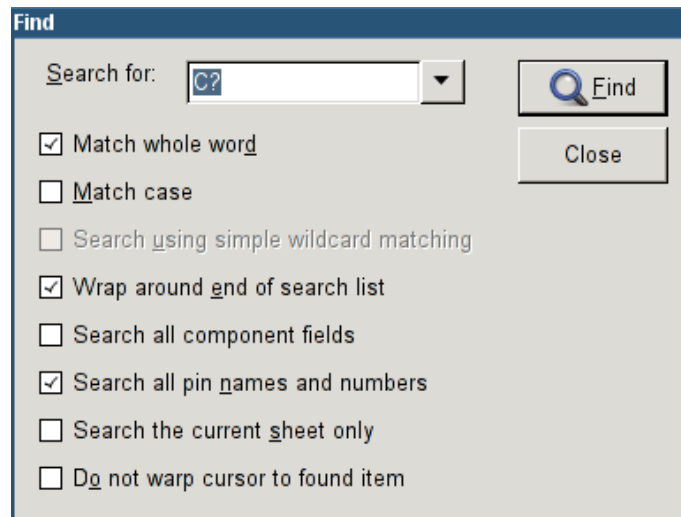 Find
Search for: C? Find
Match whole word
Close
Match case
Search using simple wildcard matching
Wrap around end of search list
Search all component fields
Search all pin names and numbers
Search the current sheet only
Do not warp cursor to found item